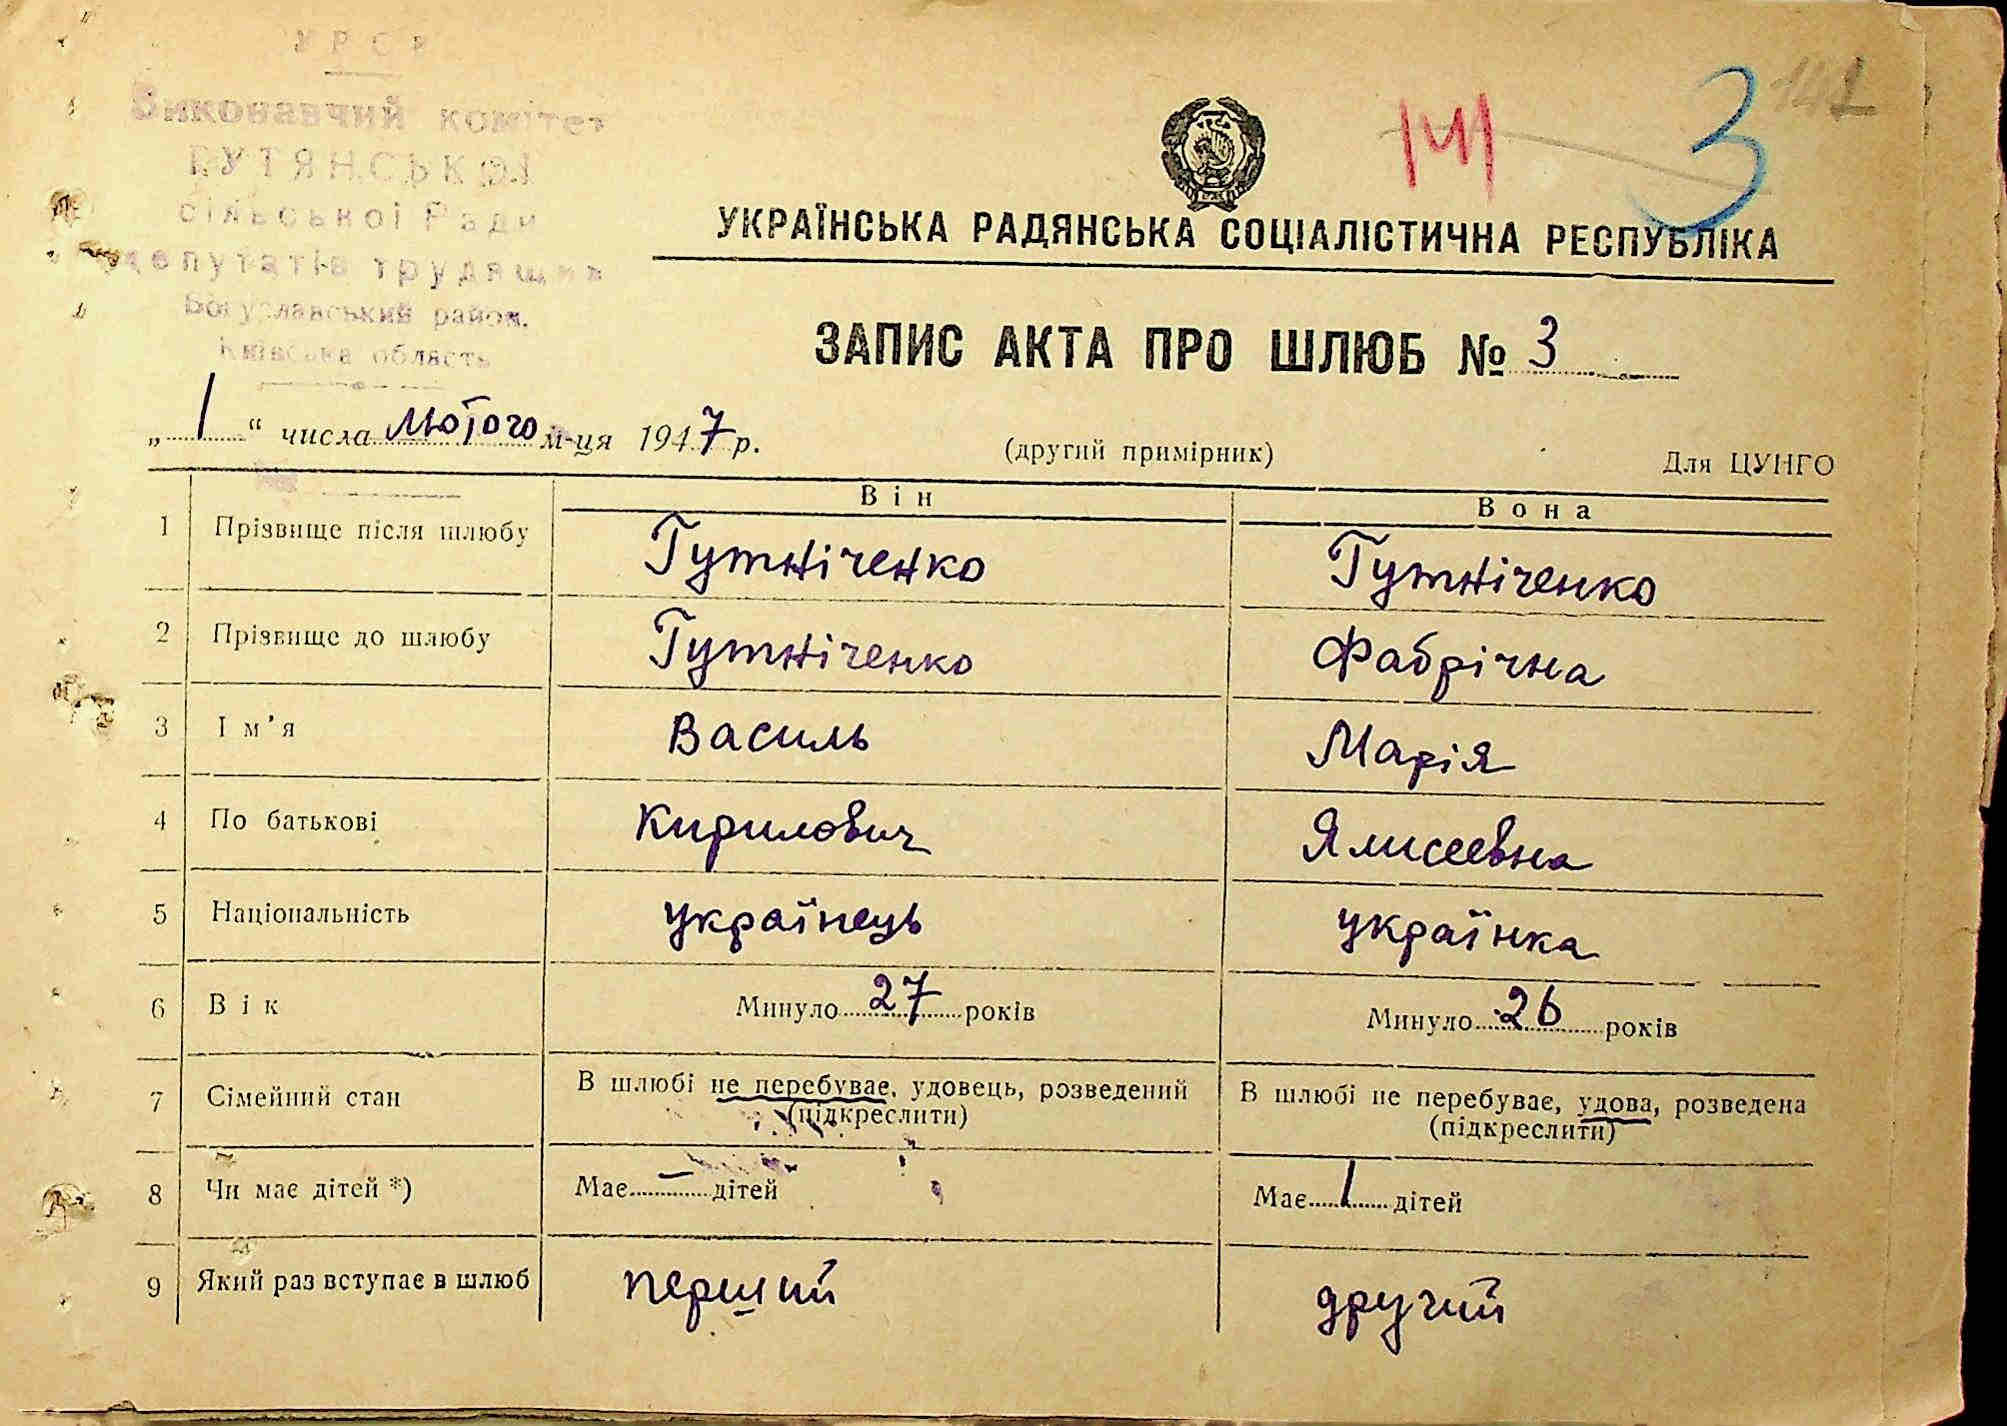 УРСР
Виконавчий комітет
ГУТЯНСЬКОЇ
сільської Ради
депутатів трудящих
Богуславський район.
Київська область
141
3
141
УКРАЇНСЬКА РАДЯНСЬКА СОЦІАЛІСТИЧНА РЕСПУБЛІКА
ЗАПИС АКТА ПРО ШЛЮБ № 3
„1“ числа лютого м-ця 1947 р.
(другий примірник)
Для ЦУНГО
Він Вона
1 Прізвище після шлюбу Гутніченко Гутніченко
2 Прізвище до шлюбу Гутніченко Фабрічна
3 Ім’я Василь Марія
4 По батькові Кирилович Ялисеевна
5 Національність українець українка
6 Вік Минуло 27 років Минуло 26 років
7 Сімейний стан В шлюбі не перебуває, удовець, розведений В шлюбі не перебуває, удова, розведена
(підкреслити) (підкреслити)
8 Чи має дітей *) Має – дітей Має 1 дітей
9 Який раз вступає в шлюб перший другий